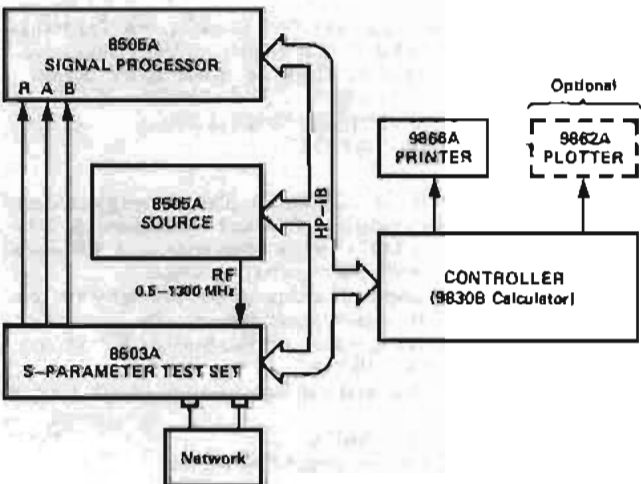 8505A
SIGNAL PROCESSOR
R A B
Optional
9866A
PRINTER
9862A
PLOTTER
8505A
SOURCE
HP-IB
RF
0.5–1300 MHz
CONTROLLER
(9830B Calculator)
8503A
S-PARAMETER TEST SET
Network